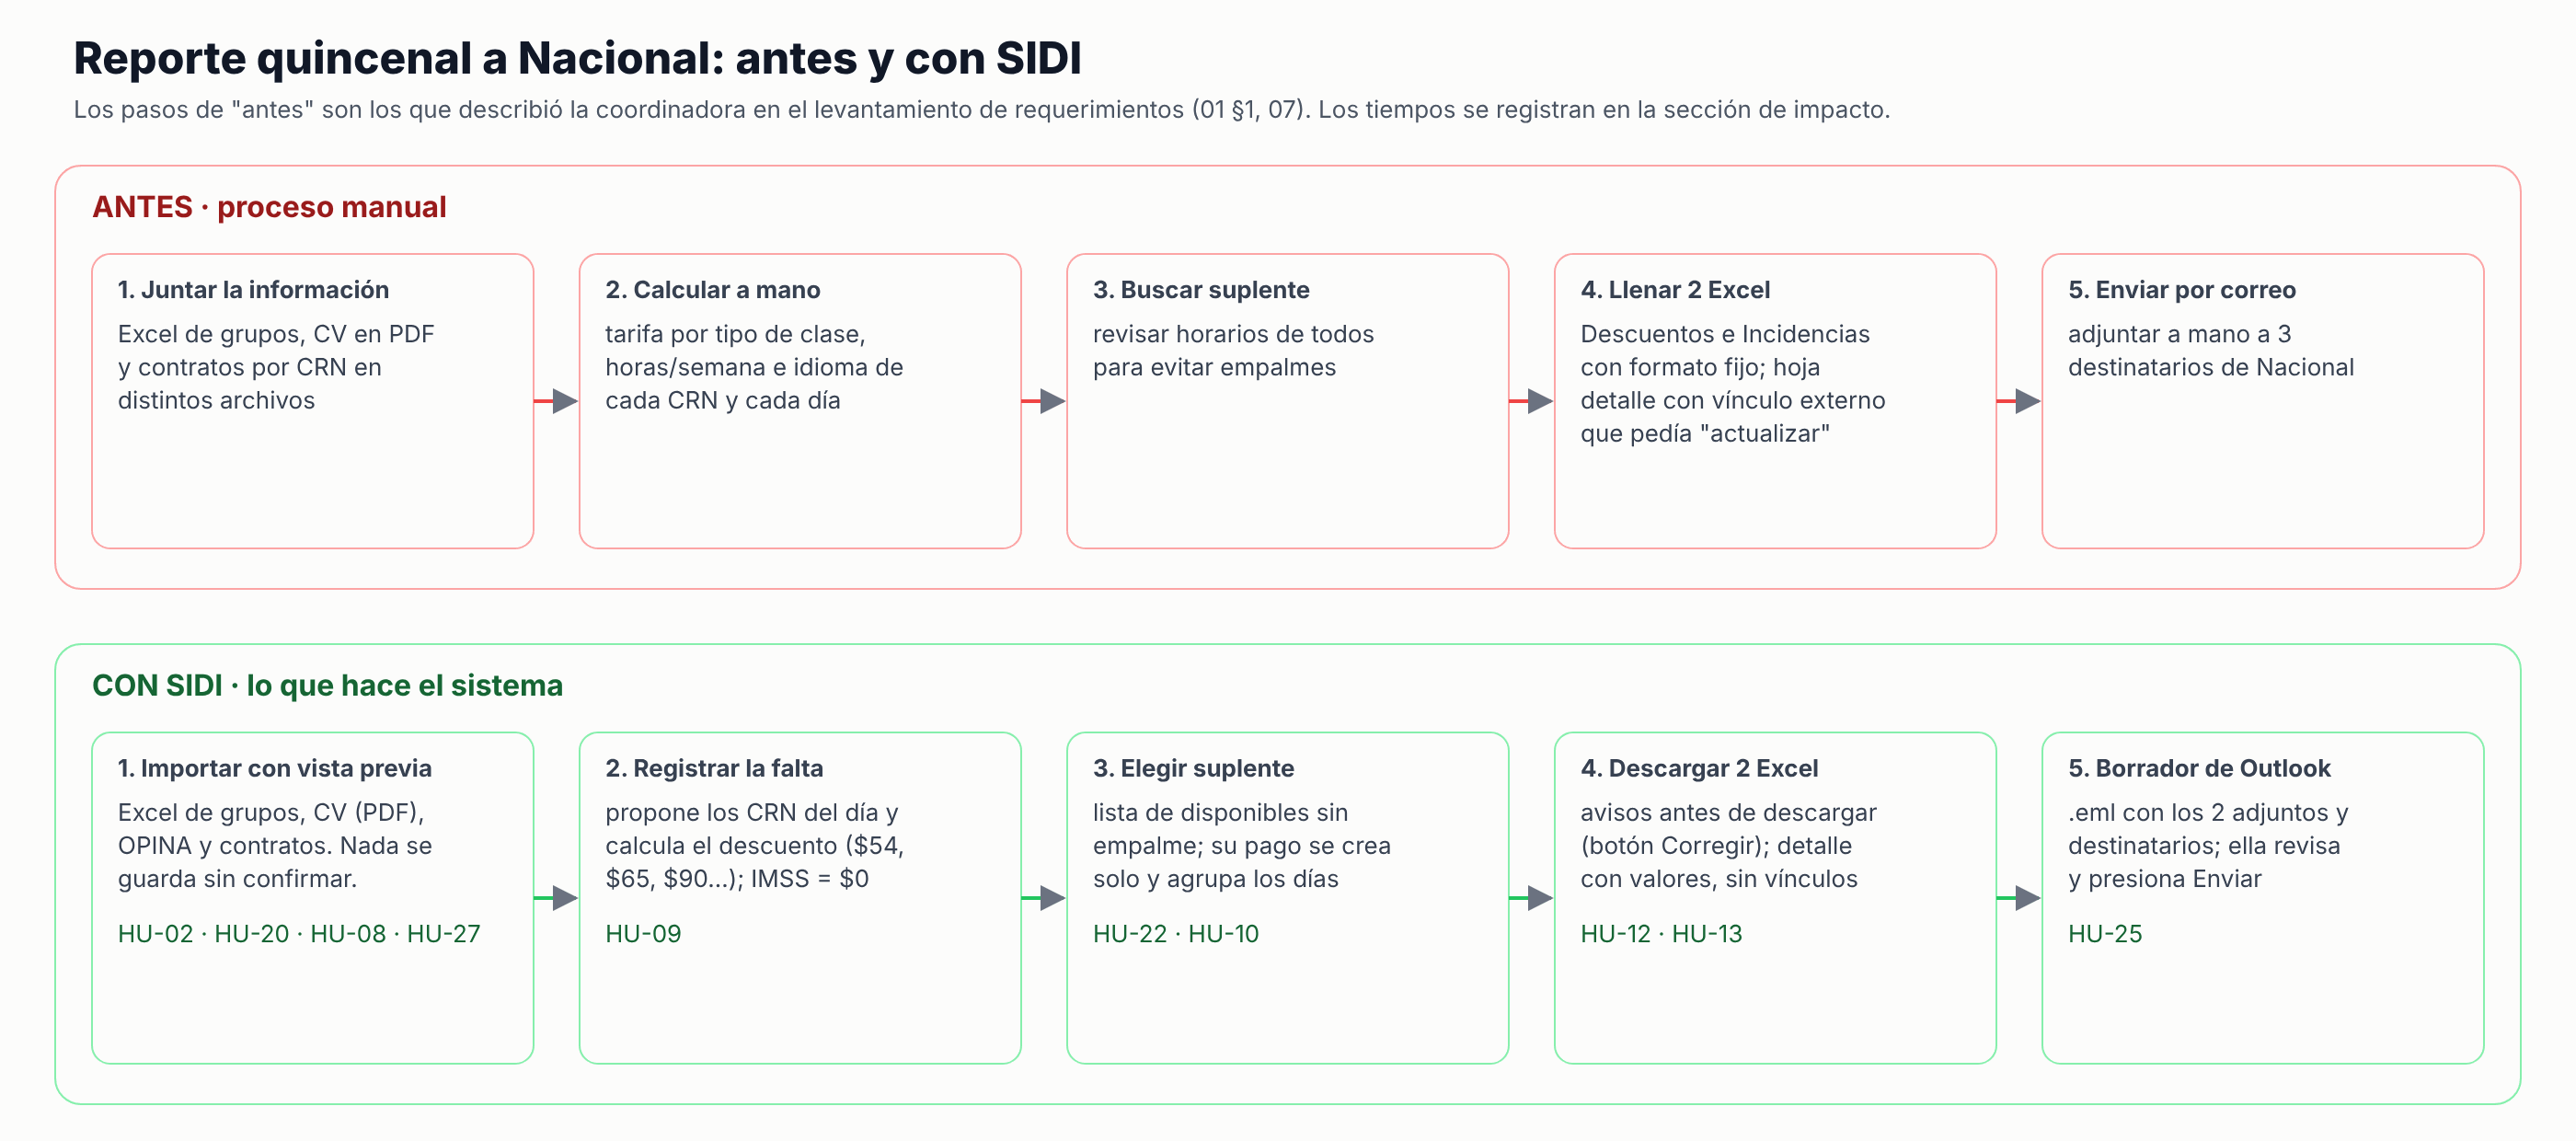 Reporte quincenal a Nacional: antes y con SIDI
Los pasos de "antes" son los que describió la coordinadora en el levantamiento de requerimientos (01 §1, 07). Los tiempos se registran en la sección de impacto.
ANTES · proceso manual
1. Juntar la información
Excel de grupos, CV en PDF
y contratos por CRN en
distintos archivos
2. Calcular a mano
tarifa por tipo de clase,
horas/semana e idioma de
cada CRN y cada día
3. Buscar suplente
revisar horarios de todos
para evitar empalmes
4. Llenar 2 Excel
Descuentos e Incidencias
con formato fijo; hoja
detalle con vínculo externo
que pedía "actualizar"
5. Enviar por correo
adjuntar a mano a 3
destinatarios de Nacional
CON SIDI · lo que hace el sistema
1. Importar con vista previa
Excel de grupos, CV (PDF),
OPINA y contratos. Nada se
guarda sin confirmar.
HU-02 · HU-20 · HU-08 · HU-27
2. Registrar la falta
propone los CRN del día y
calcula el descuento ($54,
$65, $90...); IMSS = $0
HU-09
3. Elegir suplente
lista de disponibles sin
empalme; su pago se crea
solo y agrupa los días
HU-22 · HU-10
4. Descargar 2 Excel
avisos antes de descargar
(botón Corregir); detalle
con valores, sin vínculos
HU-12 · HU-13
5. Borrador de Outlook
.eml con los 2 adjuntos y
destinatarios; ella revisa
y presiona Enviar
HU-25